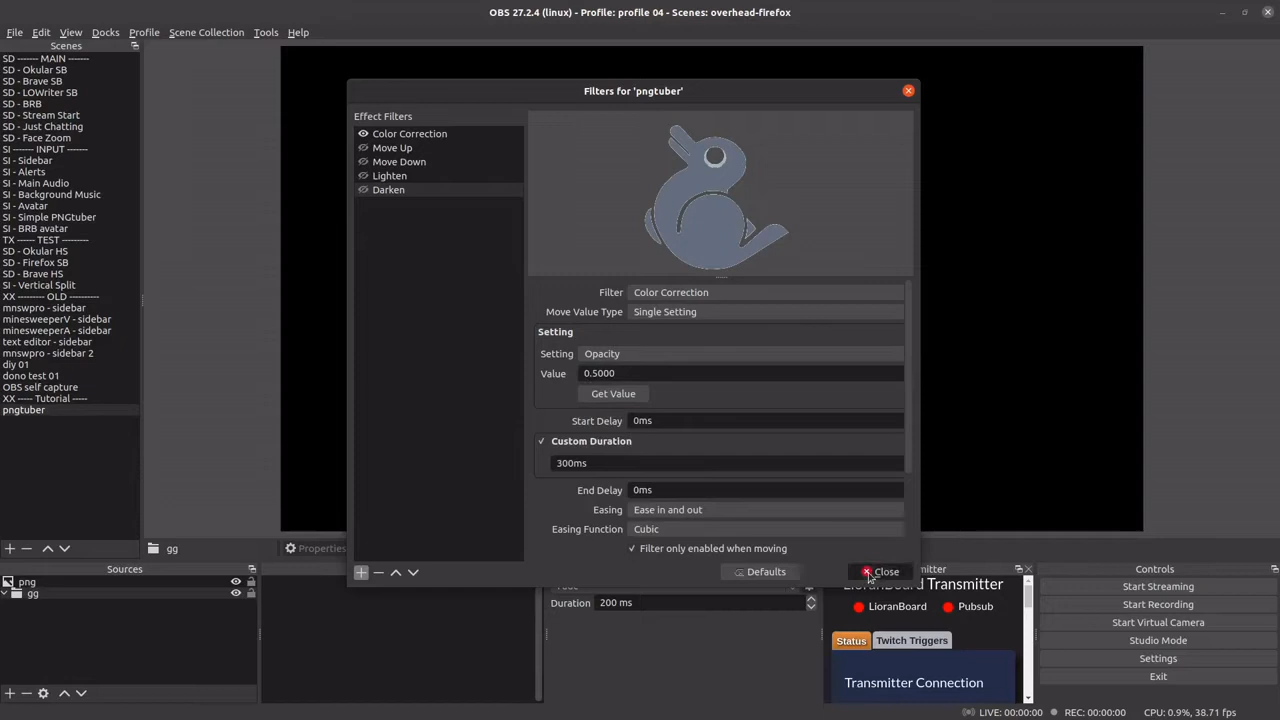 OBS 27.2.4 (linux) - Profile: profile 04 - Scenes: overhead-firefox
File Edit View Docks Profile Scene Collection Tools Help
Scenes
SD ------- MAIN -------
SD - Okular SB
SD - Brave SB
SD - LOWriter SB
SD - BRB
SD - Stream Start
SD - Just Chatting
SD - Face Zoom
SI ------- INPUT -------
SI - Sidebar
SI - Alerts
SI - Main Audio
SI - Background Music
SI - Avatar
SI - Simple PNGtuber
SI - BRB avatar
TX ------ TEST -------
SD - Okular HS
SD - Firefox SB
SD - Brave HS
SD - Vertical Split
XX --------- OLD ----------
mnswpro - sidebar
minesweeperV - sidebar
minesweeperA - sidebar
text editor - sidebar
mnswpro - sidebar 2
diy 01
dono test 01
OBS self capture
XX ----- Tutorial -----
pngtuber
Filters for 'pngtuber'
Effect Filters
Color Correction
Move Up
Move Down
Lighten
Darken
Filter Color Correction
Move Value Type Single Setting
Setting
Setting Opacity
Value 0.5000
Get Value
Start Delay 0ms
Custom Duration
300ms
End Delay 0ms
Easing Ease in and out
Easing Function Cubic
Filter only enabled when moving
Defaults
Close
gg
Properties
Sources
png
gg
Duration 200 ms
LioranBoard Transmitter
LioranBoard Pubsub
Status Twitch Triggers
Transmitter Connection
Controls
Start Streaming
Start Recording
Start Virtual Camera
Studio Mode
Settings
Exit
LIVE: 00:00:00 REC: 00:00:00 CPU: 0.9%, 38.71 fps